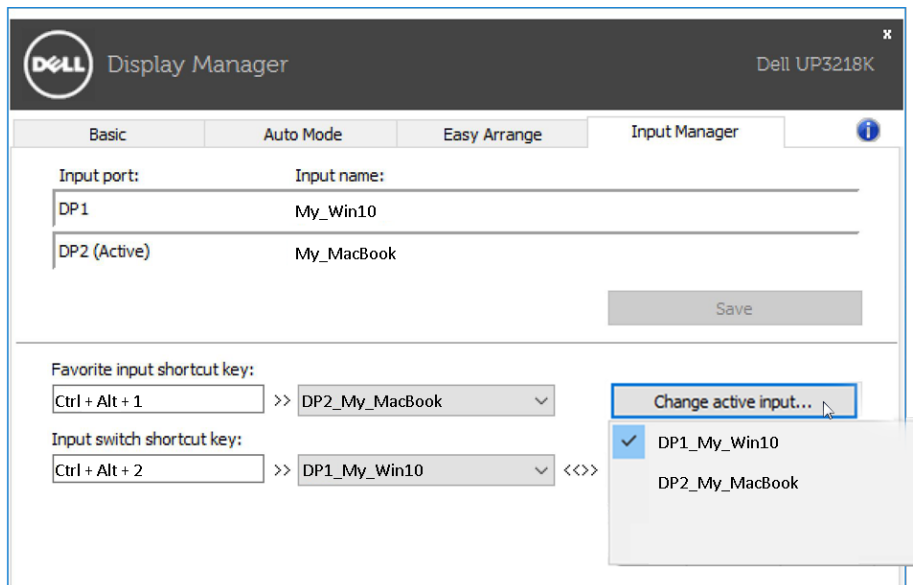 x
DELL Display Manager Dell UP3218K
Basic Auto Mode Easy Arrange Input Manager i
Input port: Input name:
DP1 My_Win10
DP2 (Active) My_MacBook
Save
Favorite input shortcut key:
Ctrl + Alt + 1 >> DP2_My_MacBook Change active input...
Input switch shortcut key:
Ctrl + Alt + 2 >> DP1_My_Win10 <<>>
DP1_My_Win10
DP2_My_MacBook